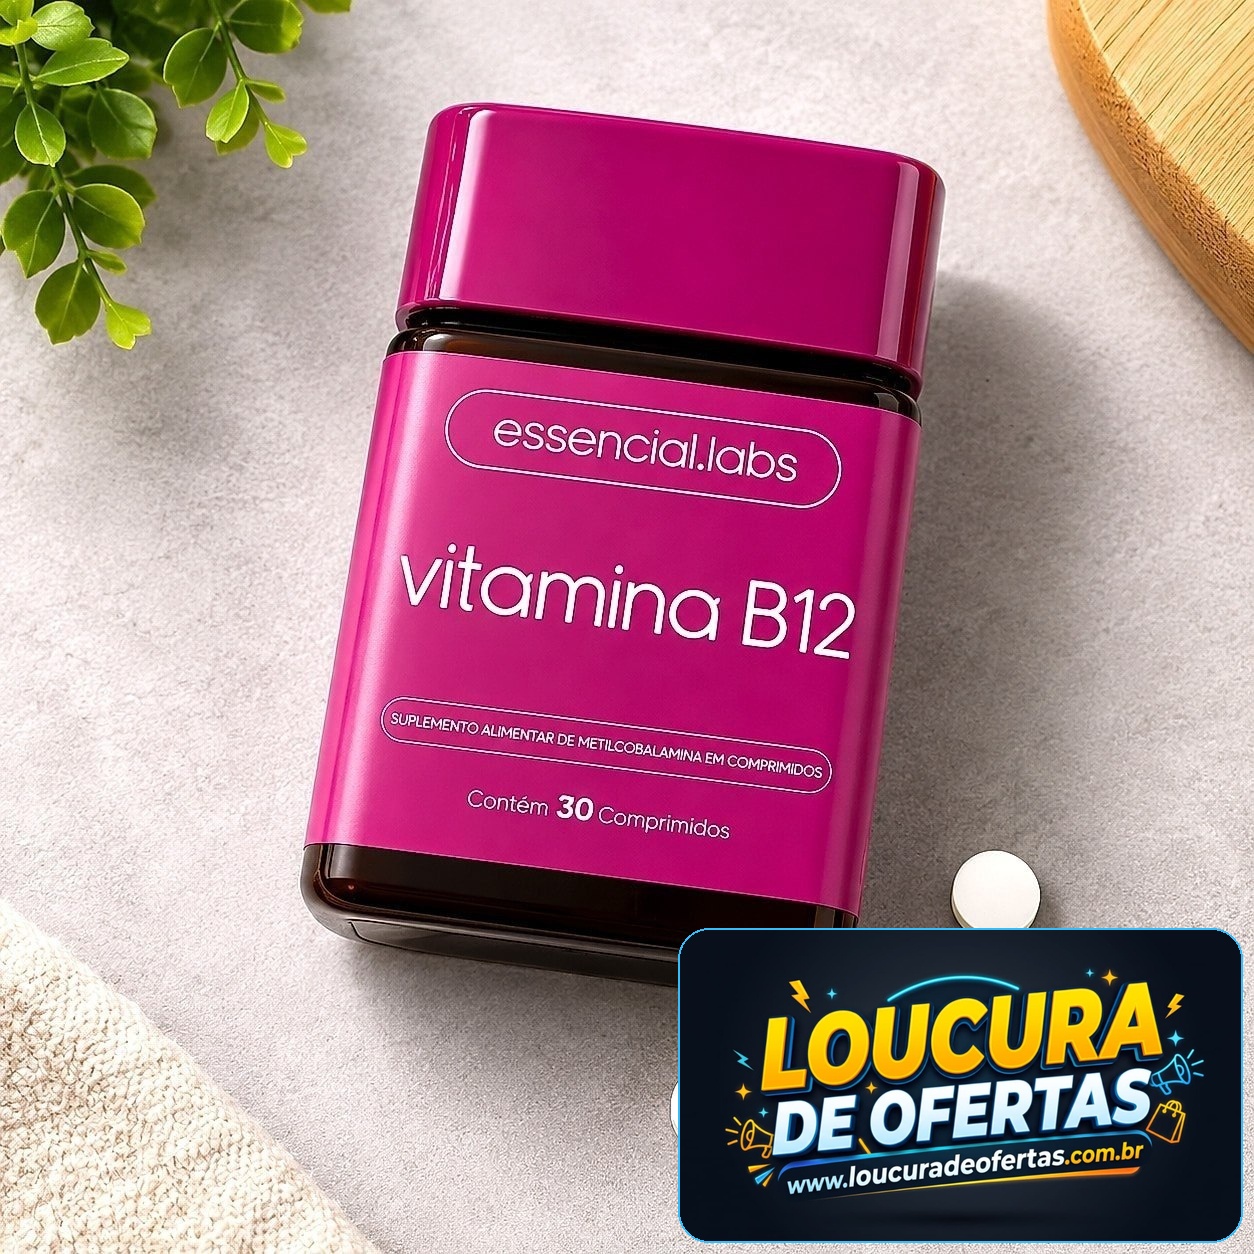 essencial.labs
vitamina B12
SUPLEMENTO ALIMENTAR DE METILCOBALAMINA EM COMPRIMIDOS
Contém 30 Comprimidos
LOUCURA
DE OFERTAS
www.loucuradeofertas.com.br